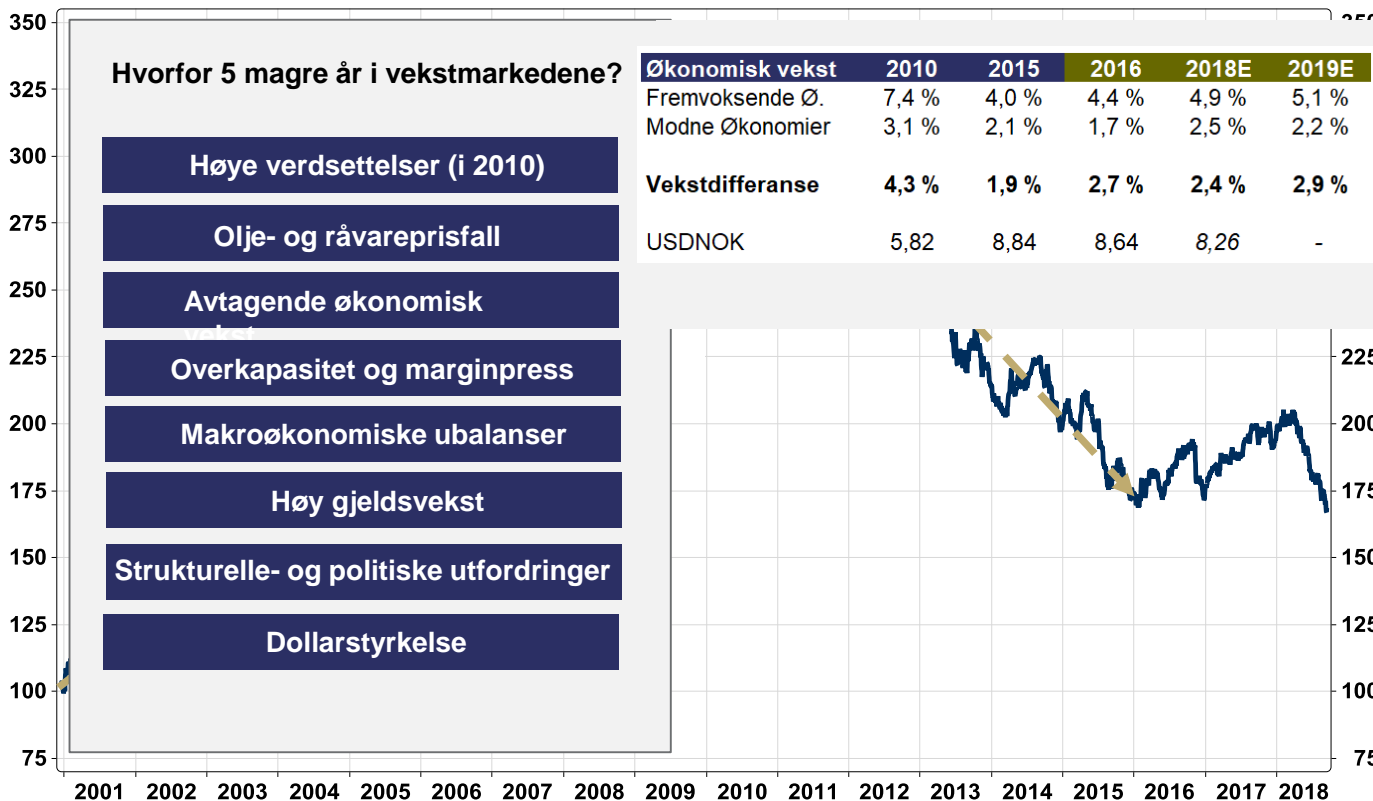 Hvorfor 5 magre år i vekstmarkedene?
Høye verdsettelser (i 2010)
Olje- og råvareprisfall
Avtagende økonomisk
vekst
Overkapasitet og marginpress
Makroøkonomiske ubalanser
Høy gjeldsvekst
Strukturelle- og politiske utfordringer
Dollarstyrkelse
Økonomisk vekst 2010 2015 2016 2018E 2019E
Fremvoksende Ø. 7,4 % 4,0 % 4,4 % 4,9 % 5,1 %
Modne Økonomier 3,1 % 2,1 % 1,7 % 2,5 % 2,2 %
Vekstdifferanse 4,3 % 1,9 % 2,7 % 2,4 % 2,9 %
USDNOK 5,82 8,84 8,64 8,26 -
350
325
300
275
250
225
200
175
150
125
100
75
225
200
175
150
125
100
75
2001 2002 2003 2004 2005 2006 2007 2008 2009 2010 2011 2012 2013 2014 2015 2016 2017 2018